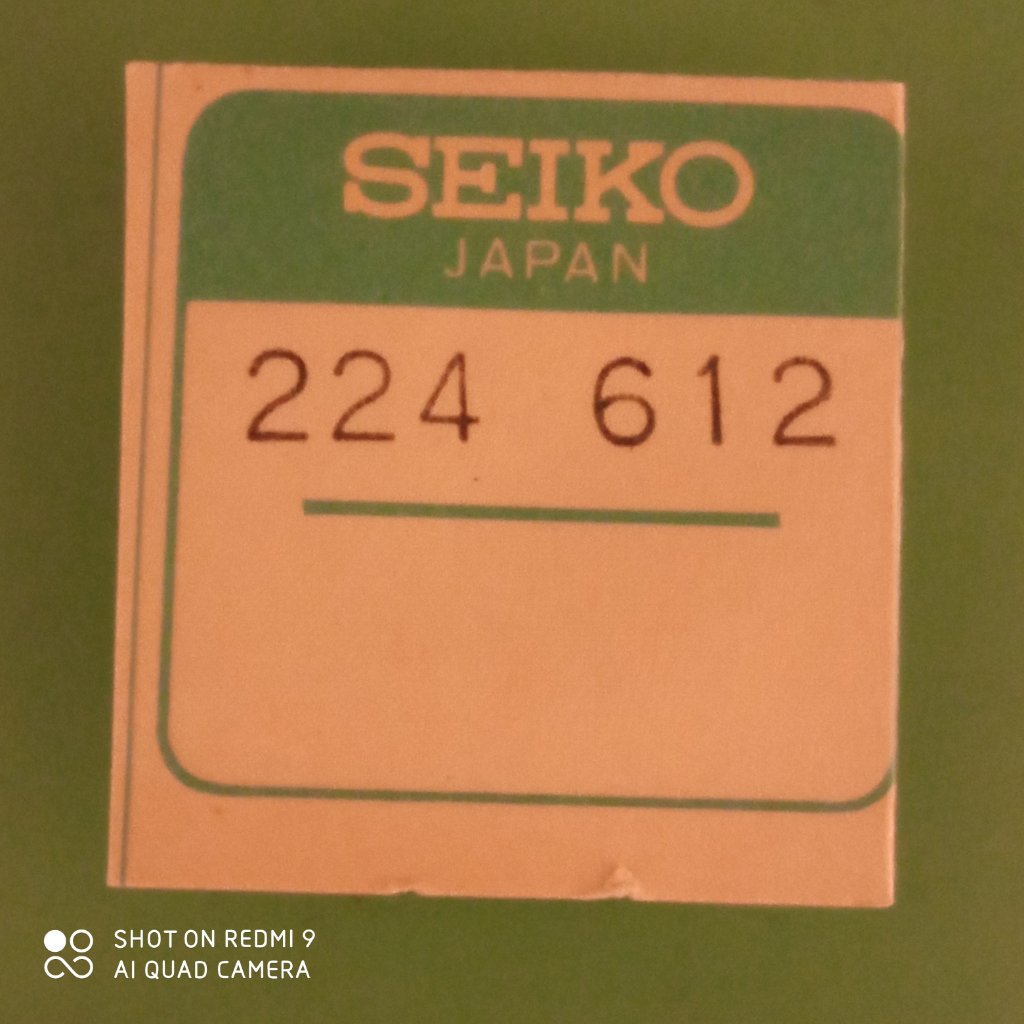 SEIKO
JAPAN
224 612
SHOT ON REDMI 9
AI QUAD CAMERA